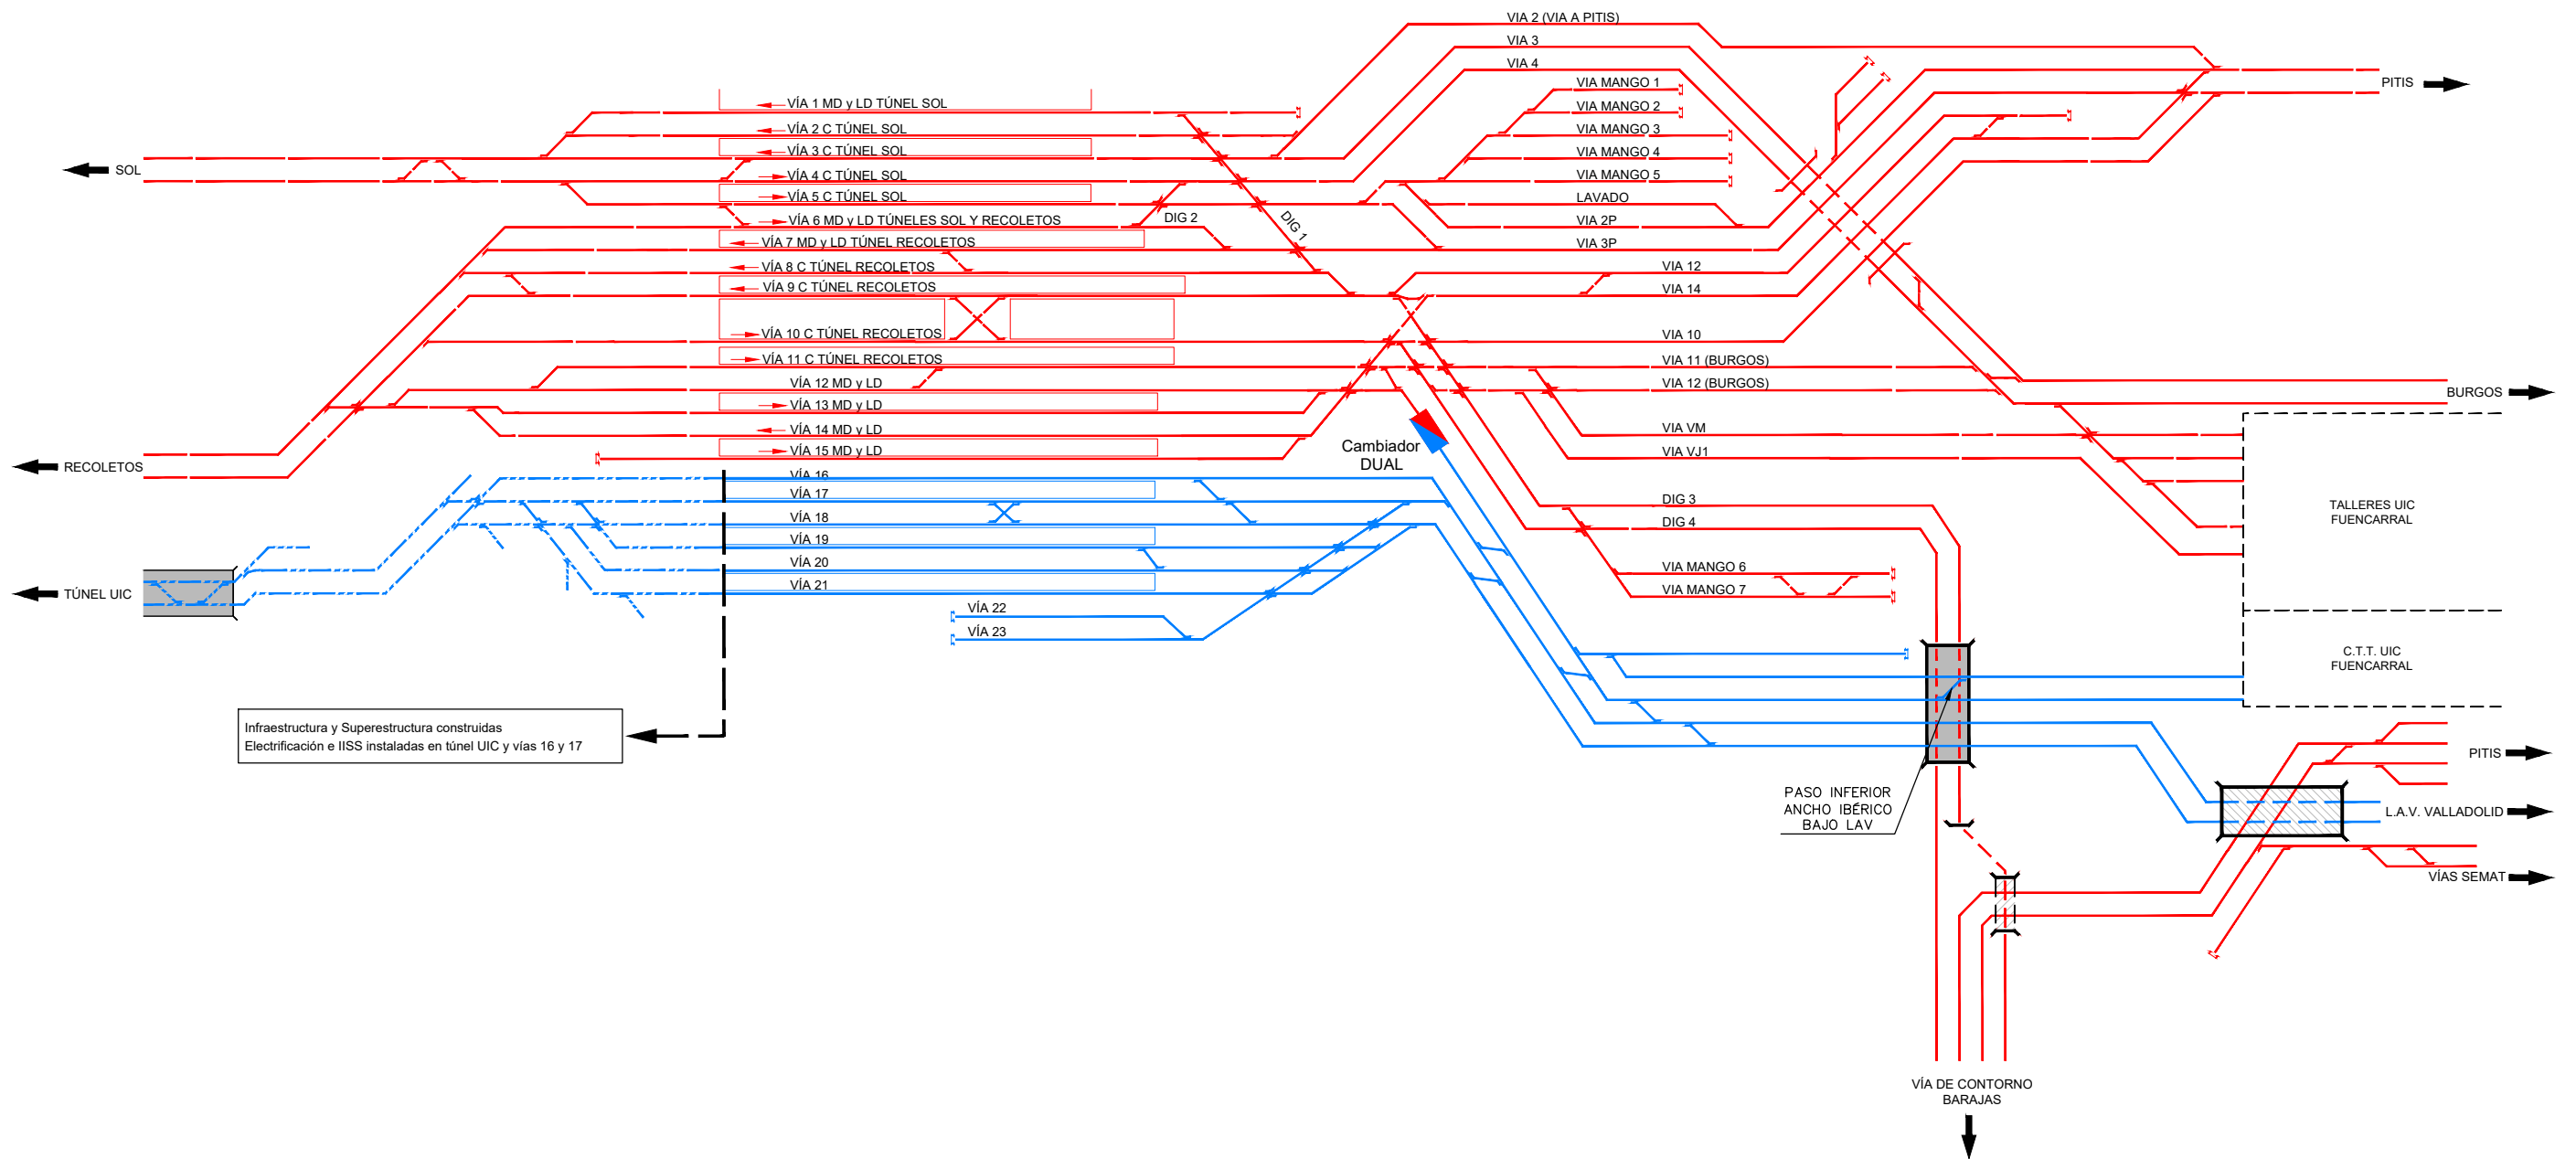 VIA 2 (VIA A PITIS)
VIA 3
VIA 4
VIA MANGO 1
VIA MANGO 2
VIA MANGO 3
VIA MANGO 4
VIA MANGO 5
LAVADO
VIA 2P
VIA 3P
VIA 12
VIA 14
VIA 10
VIA 11 (BURGOS)
VIA 12 (BURGOS)
VIA VM
VIA VJ1
DIG 3
DIG 4
VIA MANGO 6
VIA MANGO 7
PITIS
SOL
VÍA 1 MD y LD TÚNEL SOL
VÍA 2 C TÚNEL SOL
VÍA 3 C TÚNEL SOL
VÍA 4 C TÚNEL SOL
VÍA 5 C TÚNEL SOL
VÍA 6 MD y LD TÚNELES SOL Y RECOLETOS
VÍA 7 MD y LD TÚNEL RECOLETOS
VÍA 8 C TÚNEL RECOLETOS
VÍA 9 C TÚNEL RECOLETOS
VÍA 10 C TÚNEL RECOLETOS
VÍA 11 C TÚNEL RECOLETOS
VÍA 12 MD y LD
VÍA 13 MD y LD
VÍA 14 MD y LD
VÍA 15 MD y LD
VÍA 16
VÍA 17
VÍA 18
VÍA 19
VÍA 20
VÍA 21
VÍA 22
VÍA 23
DIG 2
DIG 1
RECOLETOS
TÚNEL UIC
Cambiador
DUAL
BURGOS
TALLERES UIC
FUENCARRAL
C.T.T. UIC
FUENCARRAL
Infraestructura y Superestructura construidas
Electrificación e IISS instaladas en túnel UIC y vías 16 y 17
PASO INFERIOR
ANCHO IBÉRICO
BAJO LAV
PITIS
L.A.V. VALLADOLID
VÍAS SEMAT
VÍA DE CONTORNO
BARAJAS